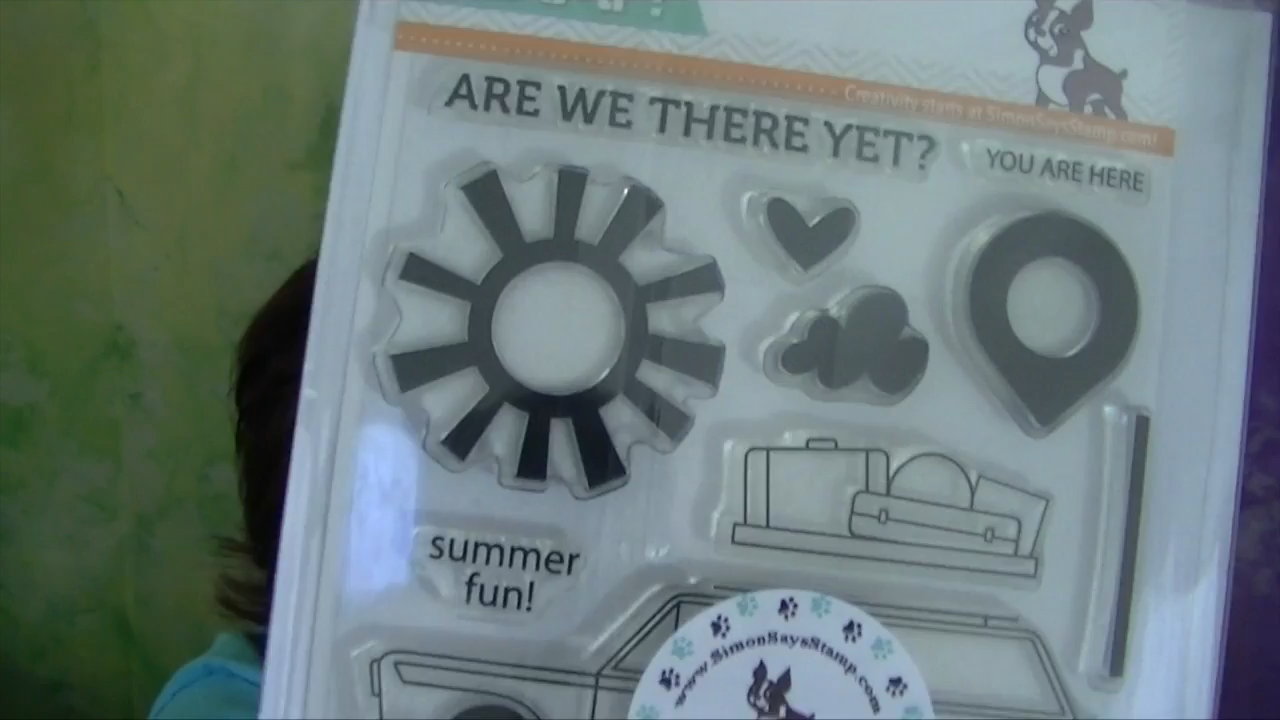 Creativity starts at SimonSaysStamp.com!
ARE WE THERE YET?
YOU ARE HERE
summer
fun!
www.SimonSaysStamp.com